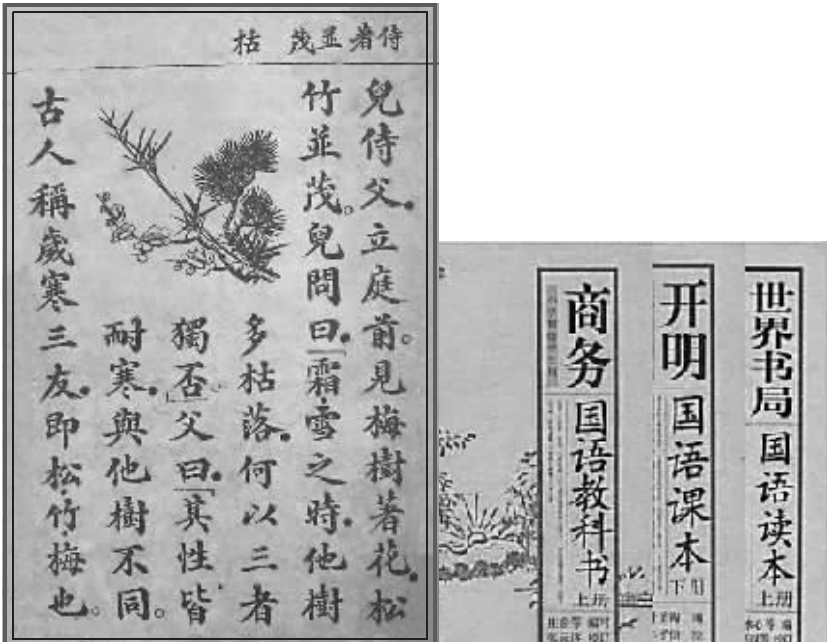 侍 著 並 茂 枯
兒侍父。立庭前。見梅樹著花。松
竹並茂。兒問曰。「霜雪之時。他樹
多枯落。何以三者
獨否」父曰。「其性皆
耐寒。與他樹不同。
古人稱歲寒三友。即松竹梅也。
商务国语教科书
上册
开明国语课本
下册
世界书局国语读本
上册